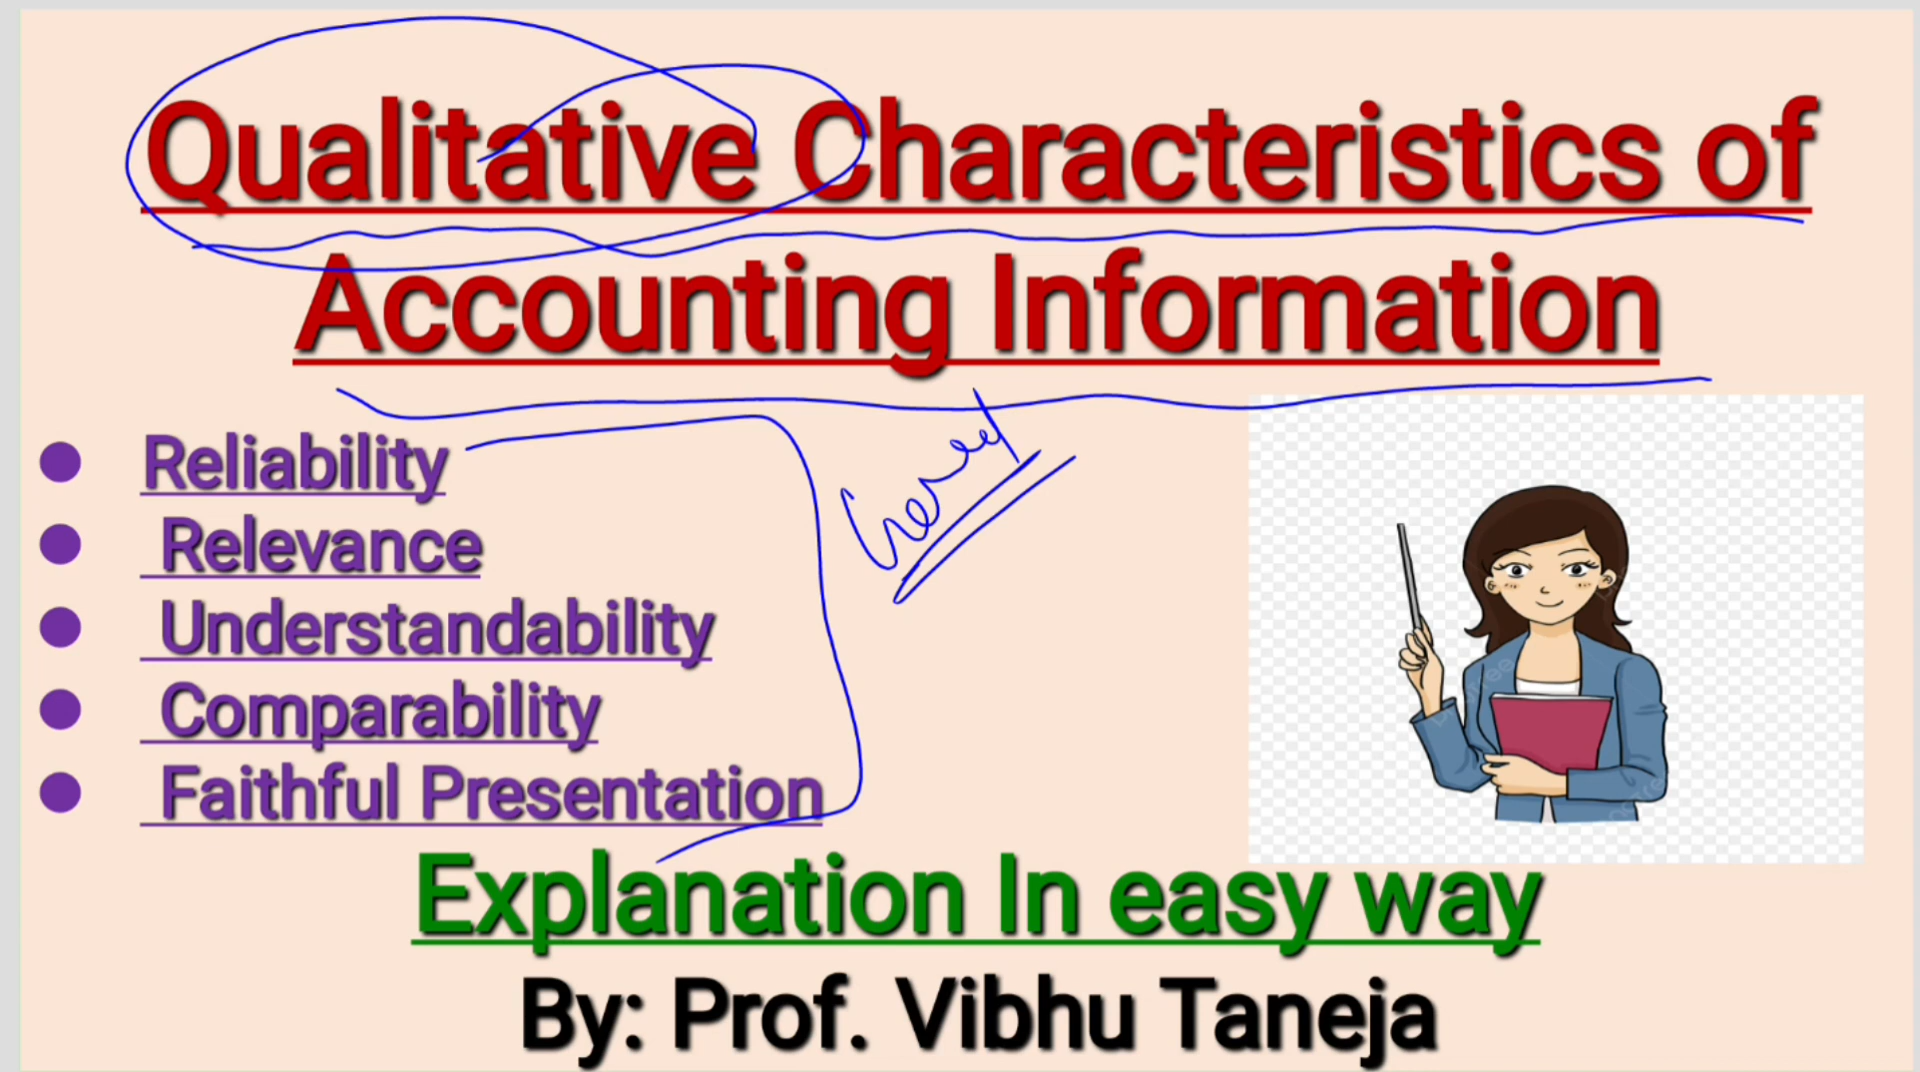 Qualitative Characteristics of
Accounting Information
Reliability
Relevance
Understandability
Comparability
Faithful Presentation
Explanation In easy way
By: Prof. Vibhu Taneja